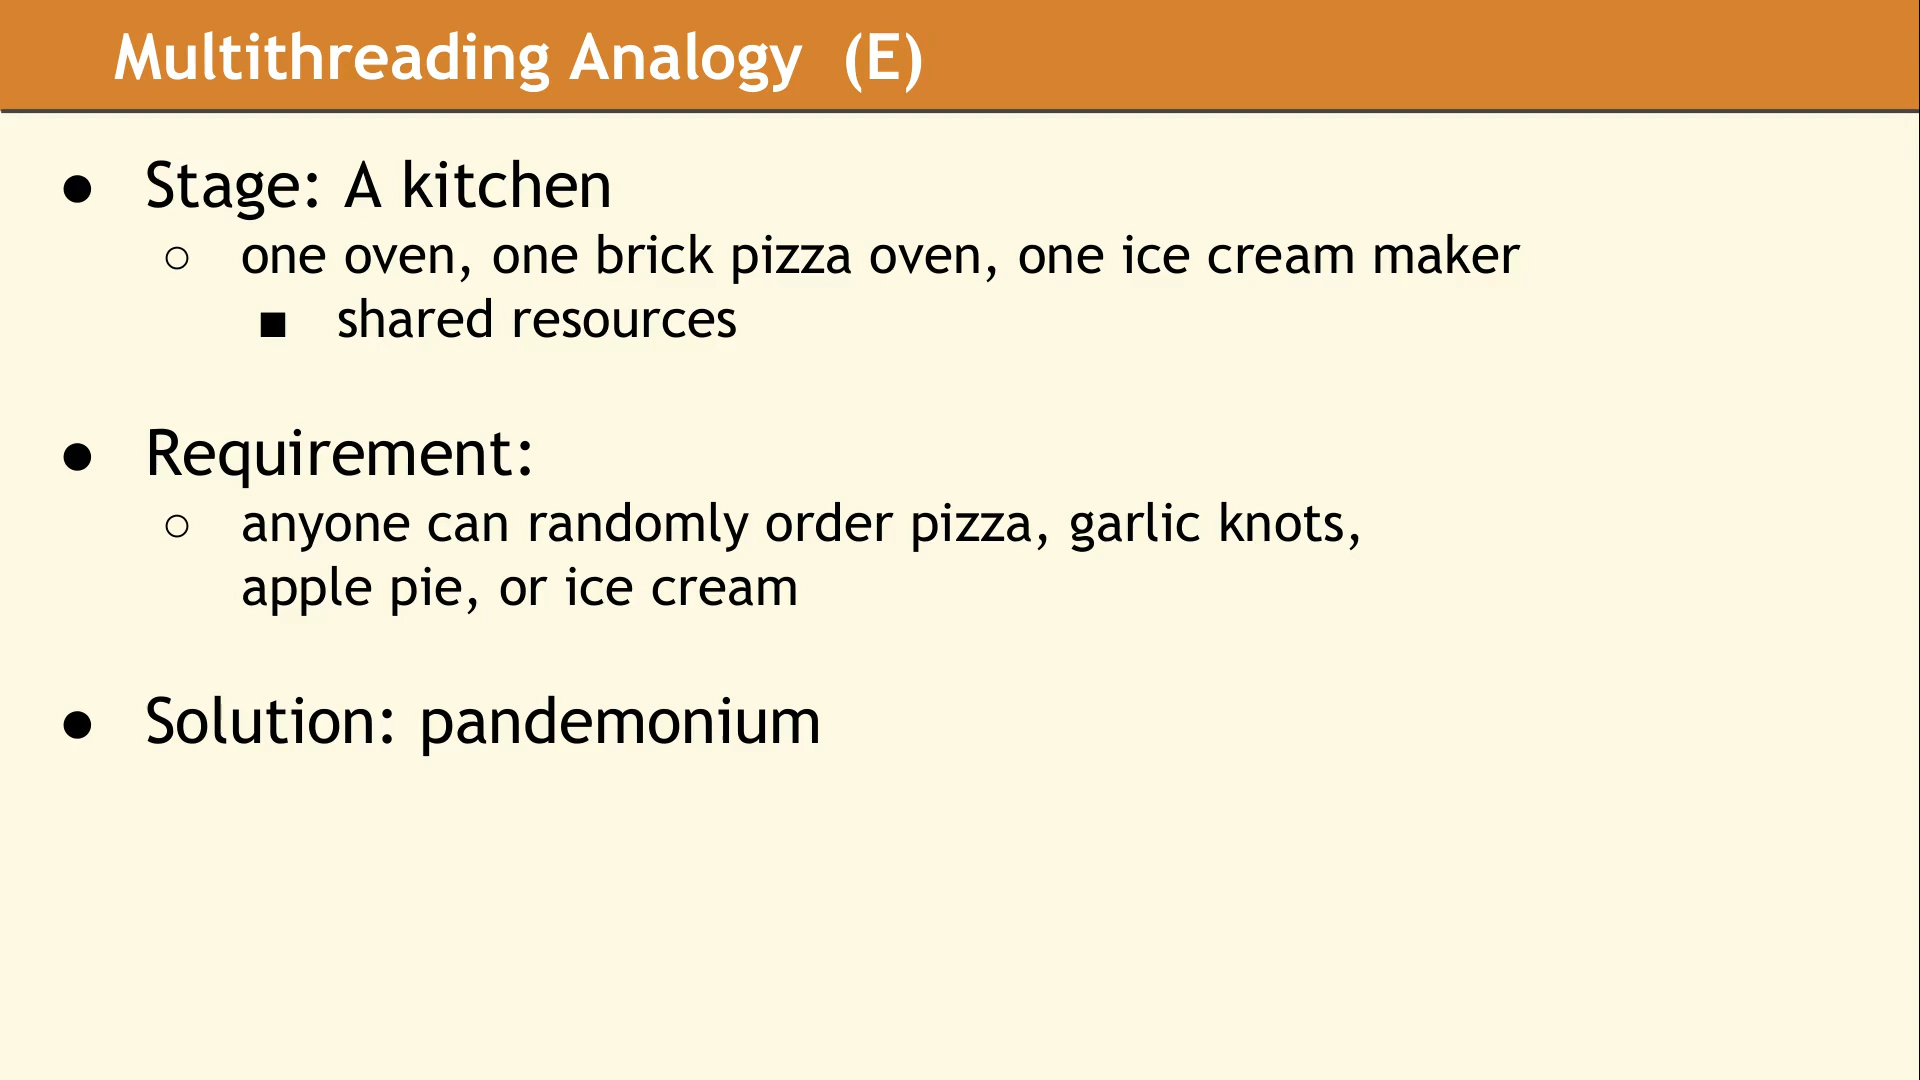 Multithreading Analogy (E)
● Stage: A kitchen
○ one oven, one brick pizza oven, one ice cream maker
■ shared resources
● Requirement:
○ anyone can randomly order pizza, garlic knots,
apple pie, or ice cream
● Solution: pandemonium